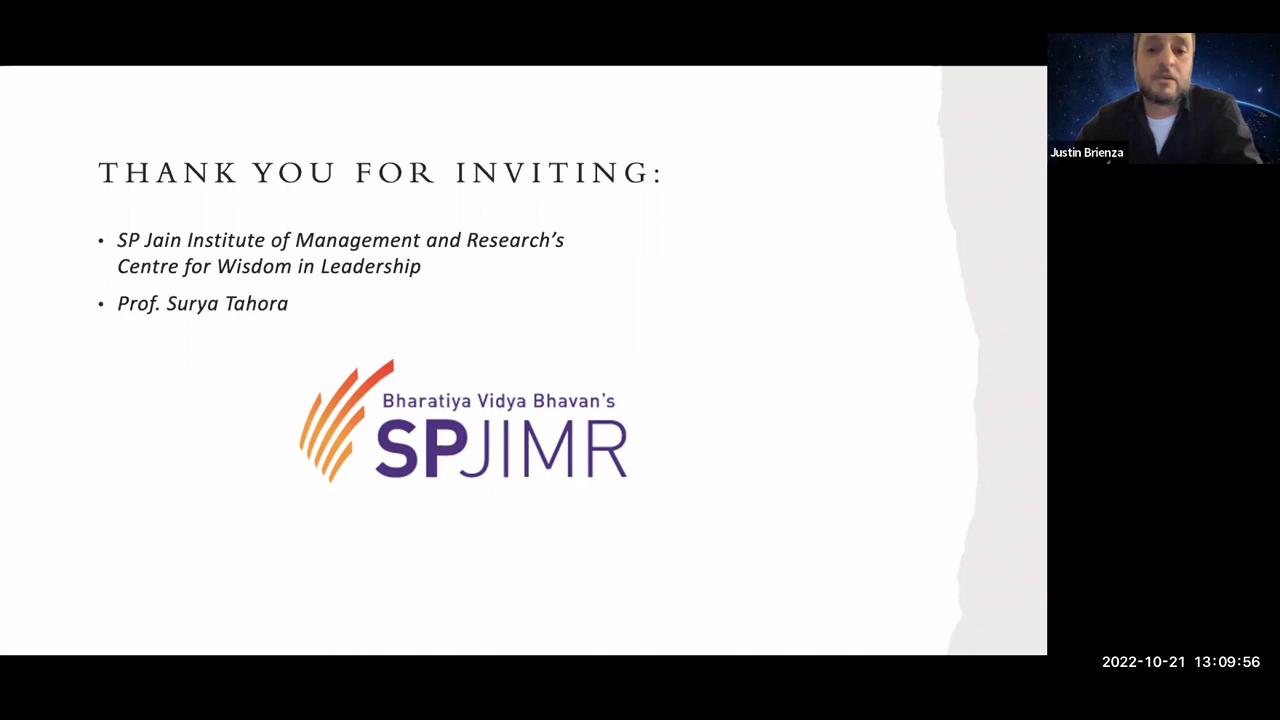 THANK YOU FOR INVITING:
• SP Jain Institute of Management and Research's
Centre for Wisdom in Leadership
• Prof. Surya Tahora
Bharatiya Vidya Bhavan's
SPJIMR
Justin Brienza
2022-10-21 13:09:56